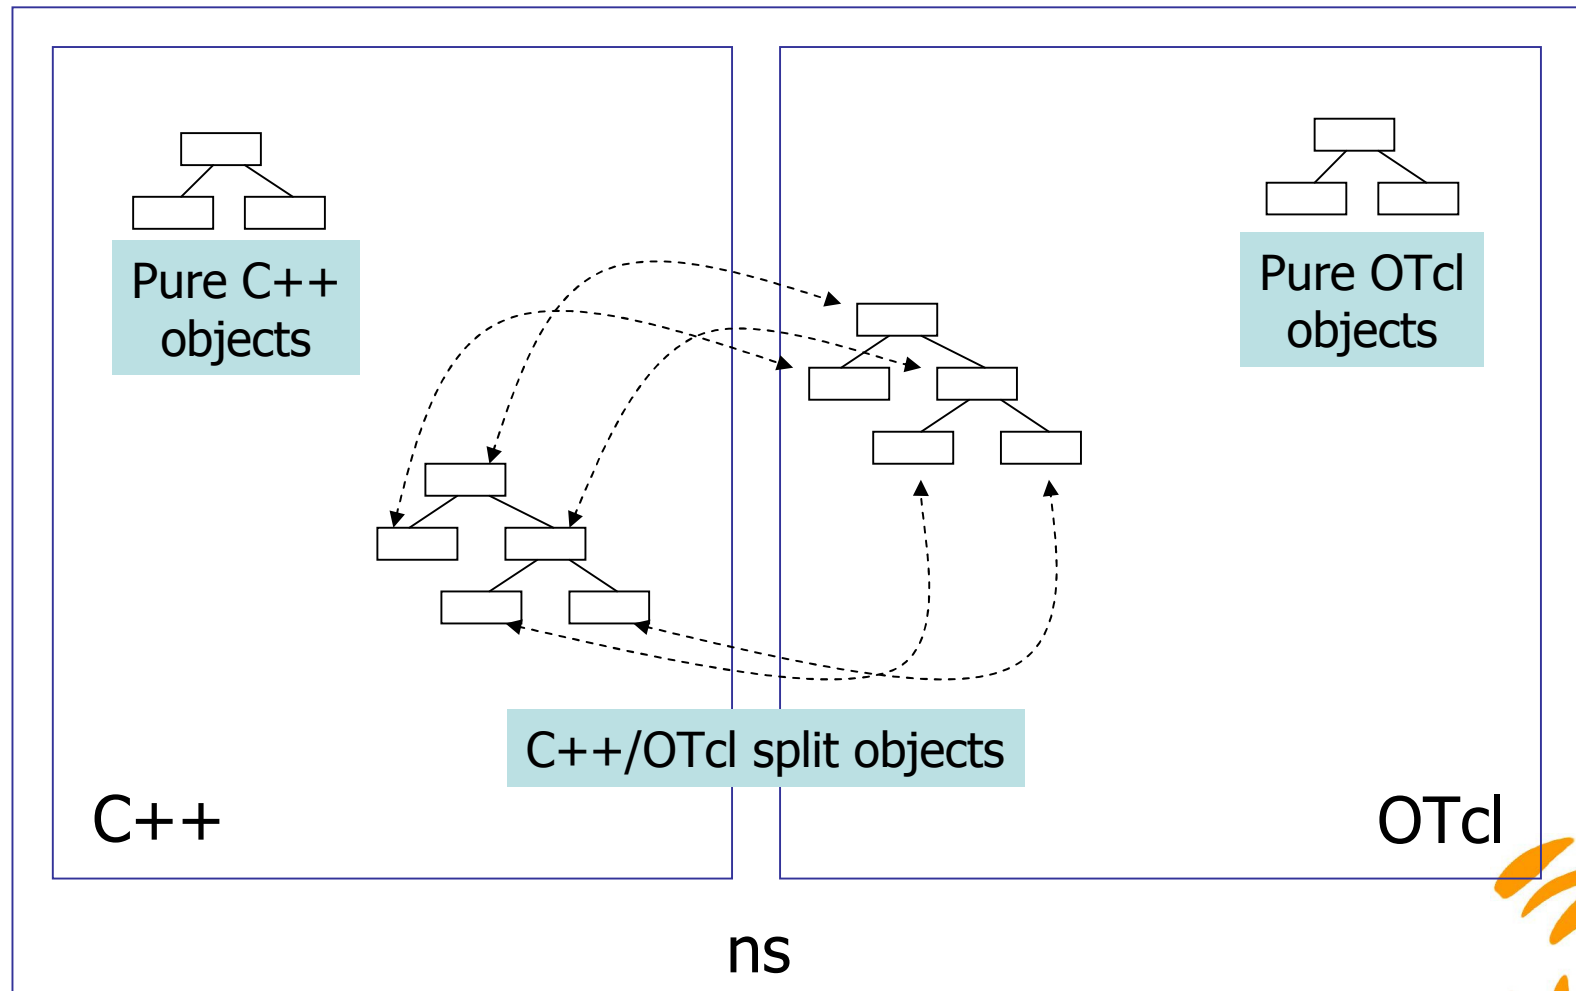 Pure C++
objects
Pure OTcl
objects
C++/OTcl split objects
C++
OTcl
ns